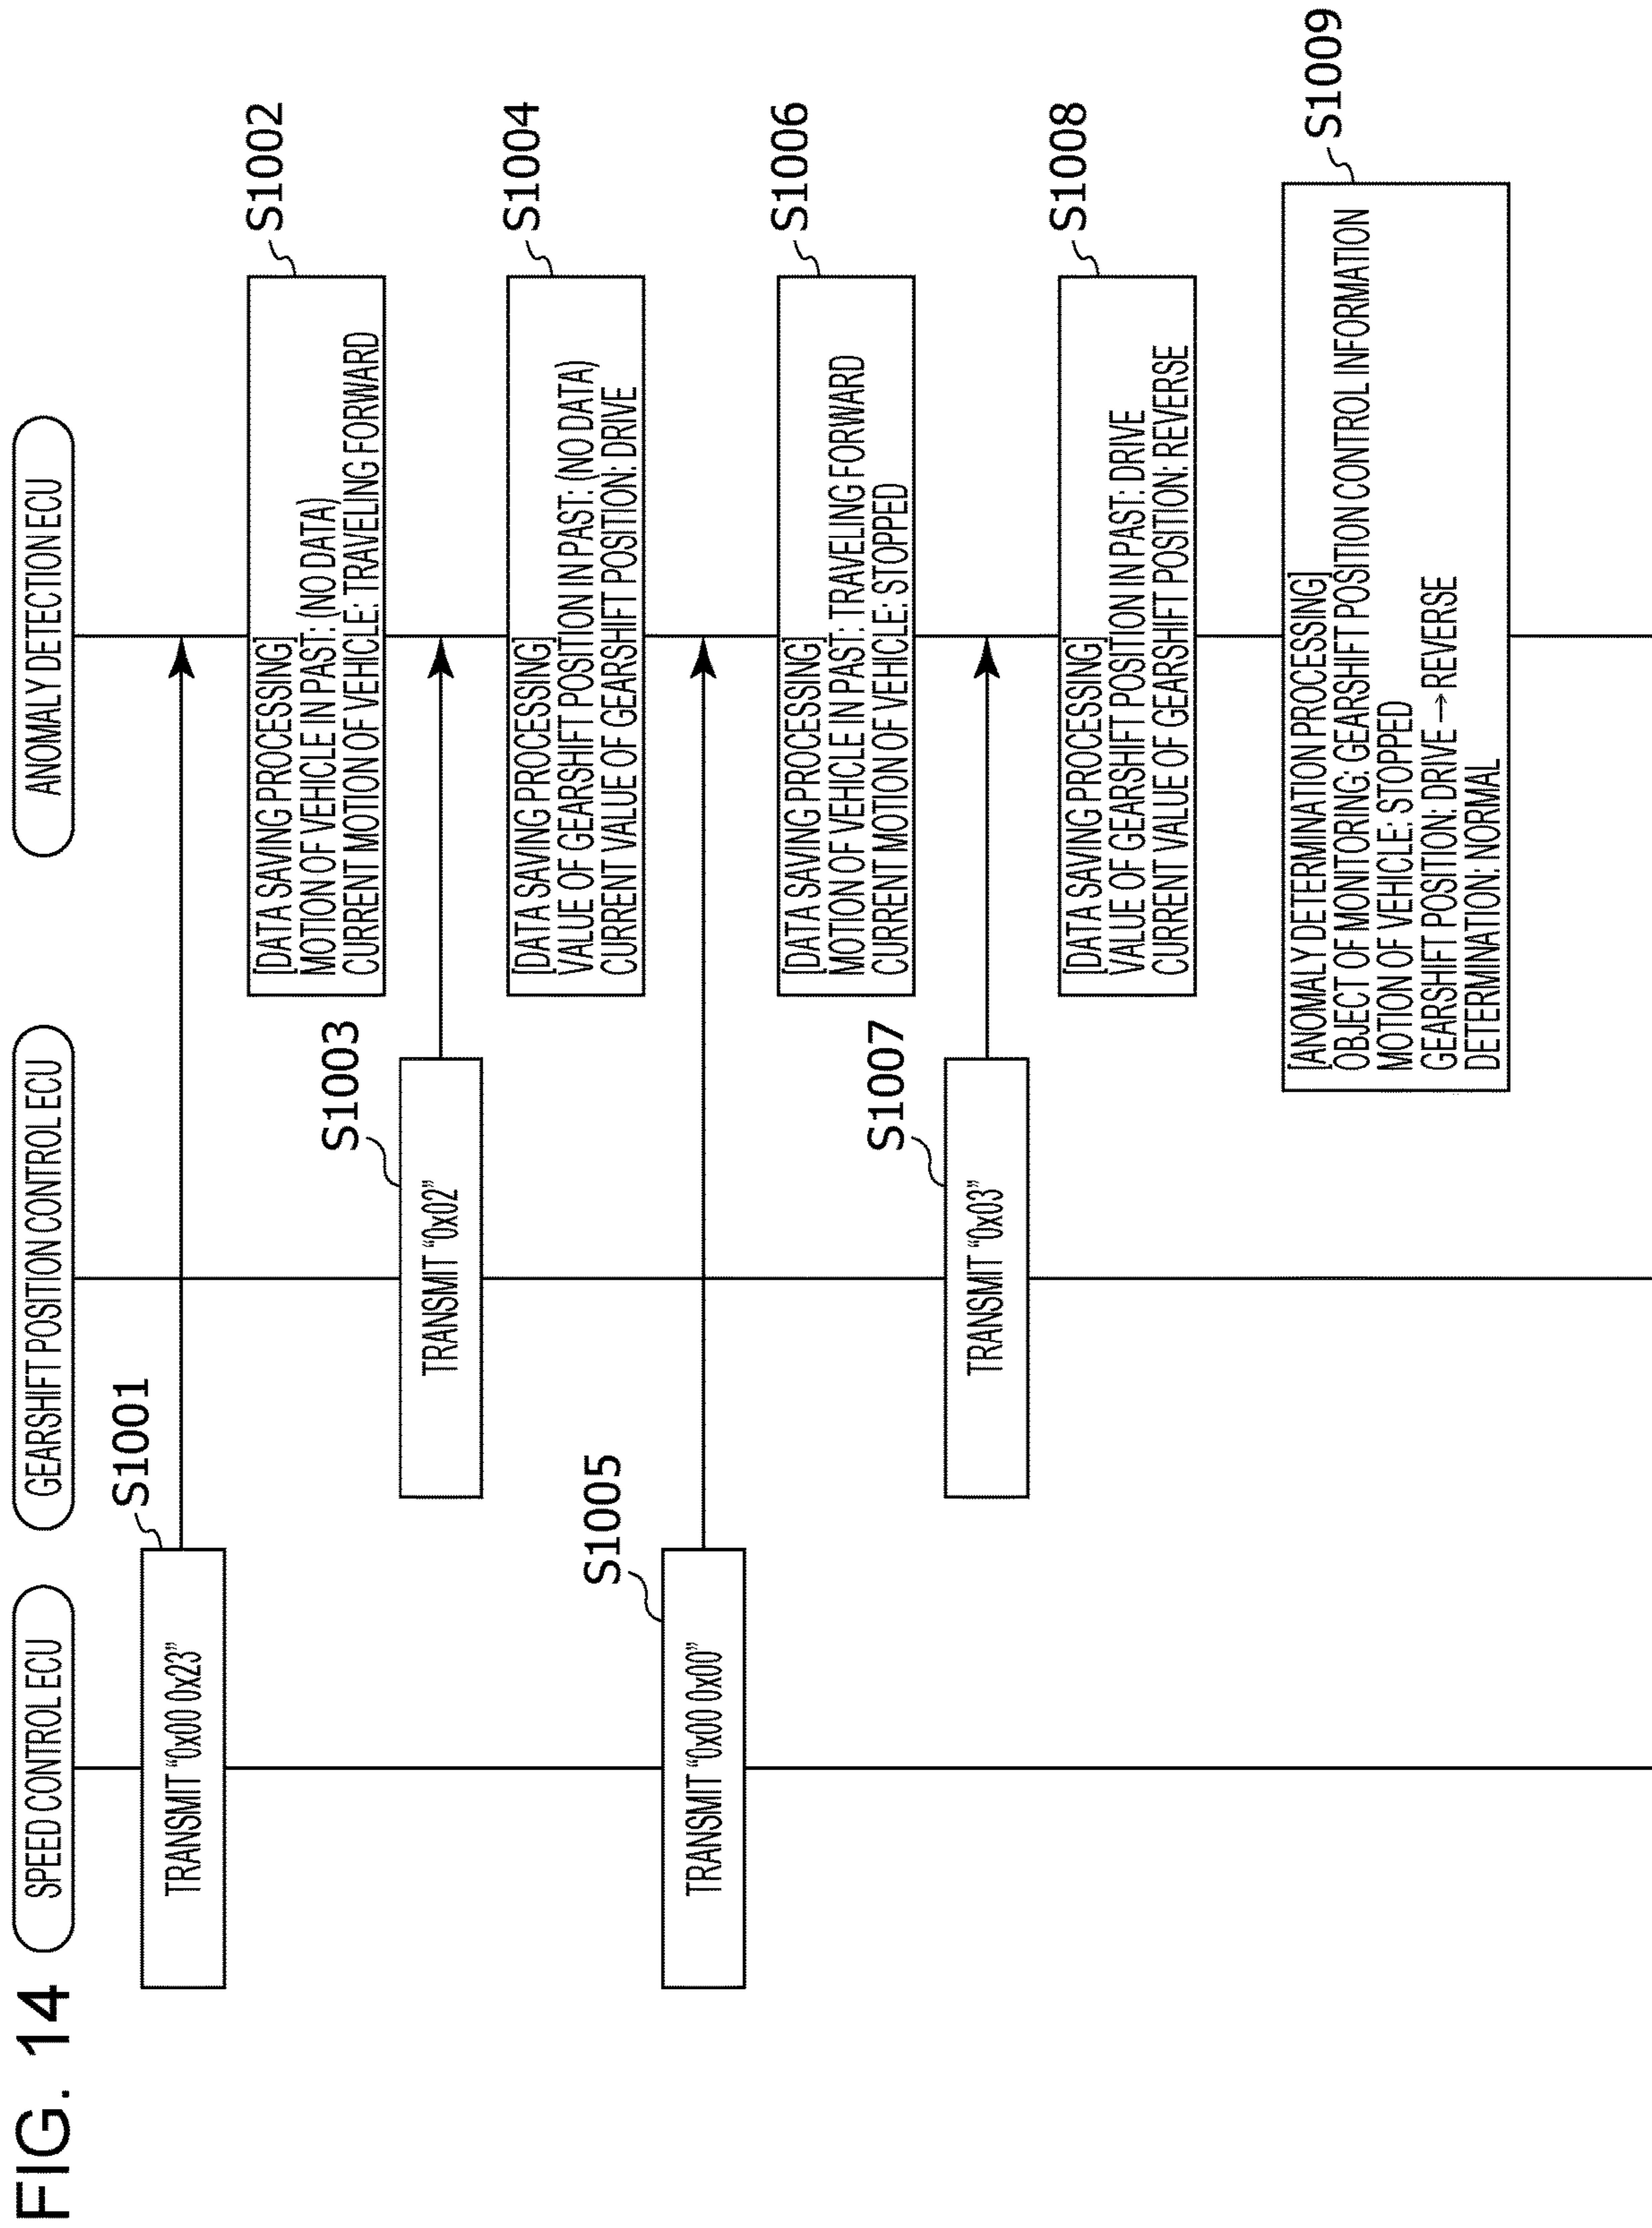 FIG. 14
SPEED CONTROL ECU
GEARSHIFT POSITION CONTROL ECU
ANOMALY DETECTION ECU
S1001
TRANSMIT “0x00 0x23”
S1002
[DATA SAVING PROCESSING]
MOTION OF VEHICLE IN PAST: (NO DATA)
CURRENT MOTION OF VEHICLE: TRAVELING FORWARD
S1003
TRANSMIT “0x02”
S1004
[DATA SAVING PROCESSING]
VALUE OF GEARSHIFT POSITION IN PAST: (NO DATA)
CURRENT VALUE OF GEARSHIFT POSITION: DRIVE
S1005
TRANSMIT “0x00 0x00”
S1006
[DATA SAVING PROCESSING]
MOTION OF VEHICLE IN PAST: TRAVELING FORWARD
CURRENT MOTION OF VEHICLE: STOPPED
S1007
TRANSMIT “0x03”
S1008
[DATA SAVING PROCESSING]
VALUE OF GEARSHIFT POSITION IN PAST: DRIVE
CURRENT VALUE OF GEARSHIFT POSITION: REVERSE
S1009
[ANOMALY DETERMINATION PROCESSING]
OBJECT OF MONITORING: GEARSHIFT POSITION CONTROL INFORMATION
MOTION OF VEHICLE: STOPPED
GEARSHIFT POSITION: DRIVE → REVERSE
DETERMINATION: NORMAL